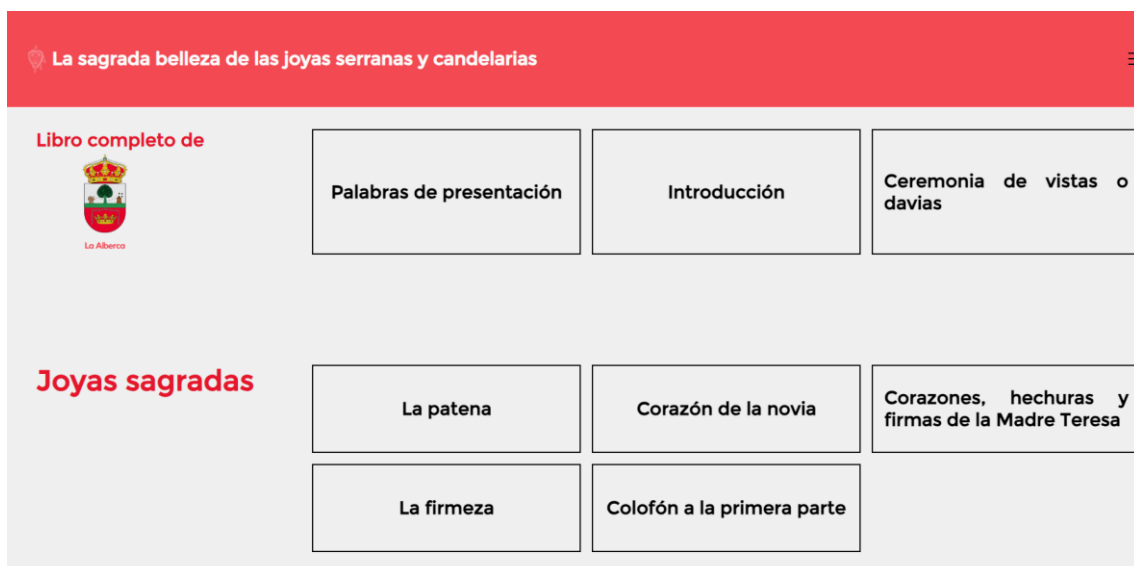 La sagrada belleza de las joyas serranas y candelarias
Libro completo de
La Alberca
Palabras de presentación
Introducción
Ceremonia de vistas o
davias
Joyas sagradas
La patena
Corazón de la novia
Corazones, hechuras y
firmas de la Madre Teresa
La firmeza
Colofón a la primera parte